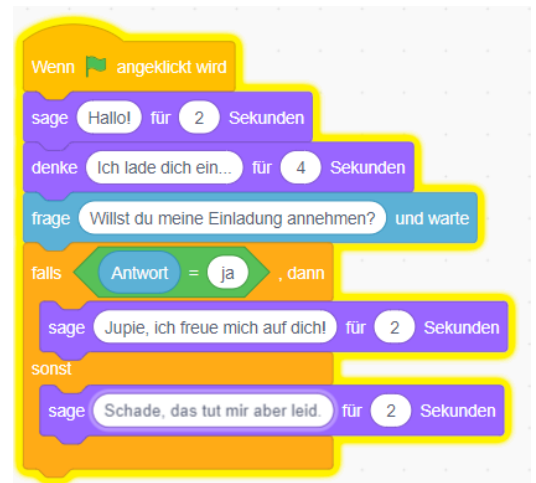 Wenn angeklickt wird
sage Hallo! für 2 Sekunden
denke Ich lade dich ein... für 4 Sekunden
frage Willst du meine Einladung annehmen? und warte
falls Antwort = ja , dann
sage Jupie, ich freue mich auf dich! für 2 Sekunden
sonst
sage Schade, das tut mir aber leid. für 2 Sekunden